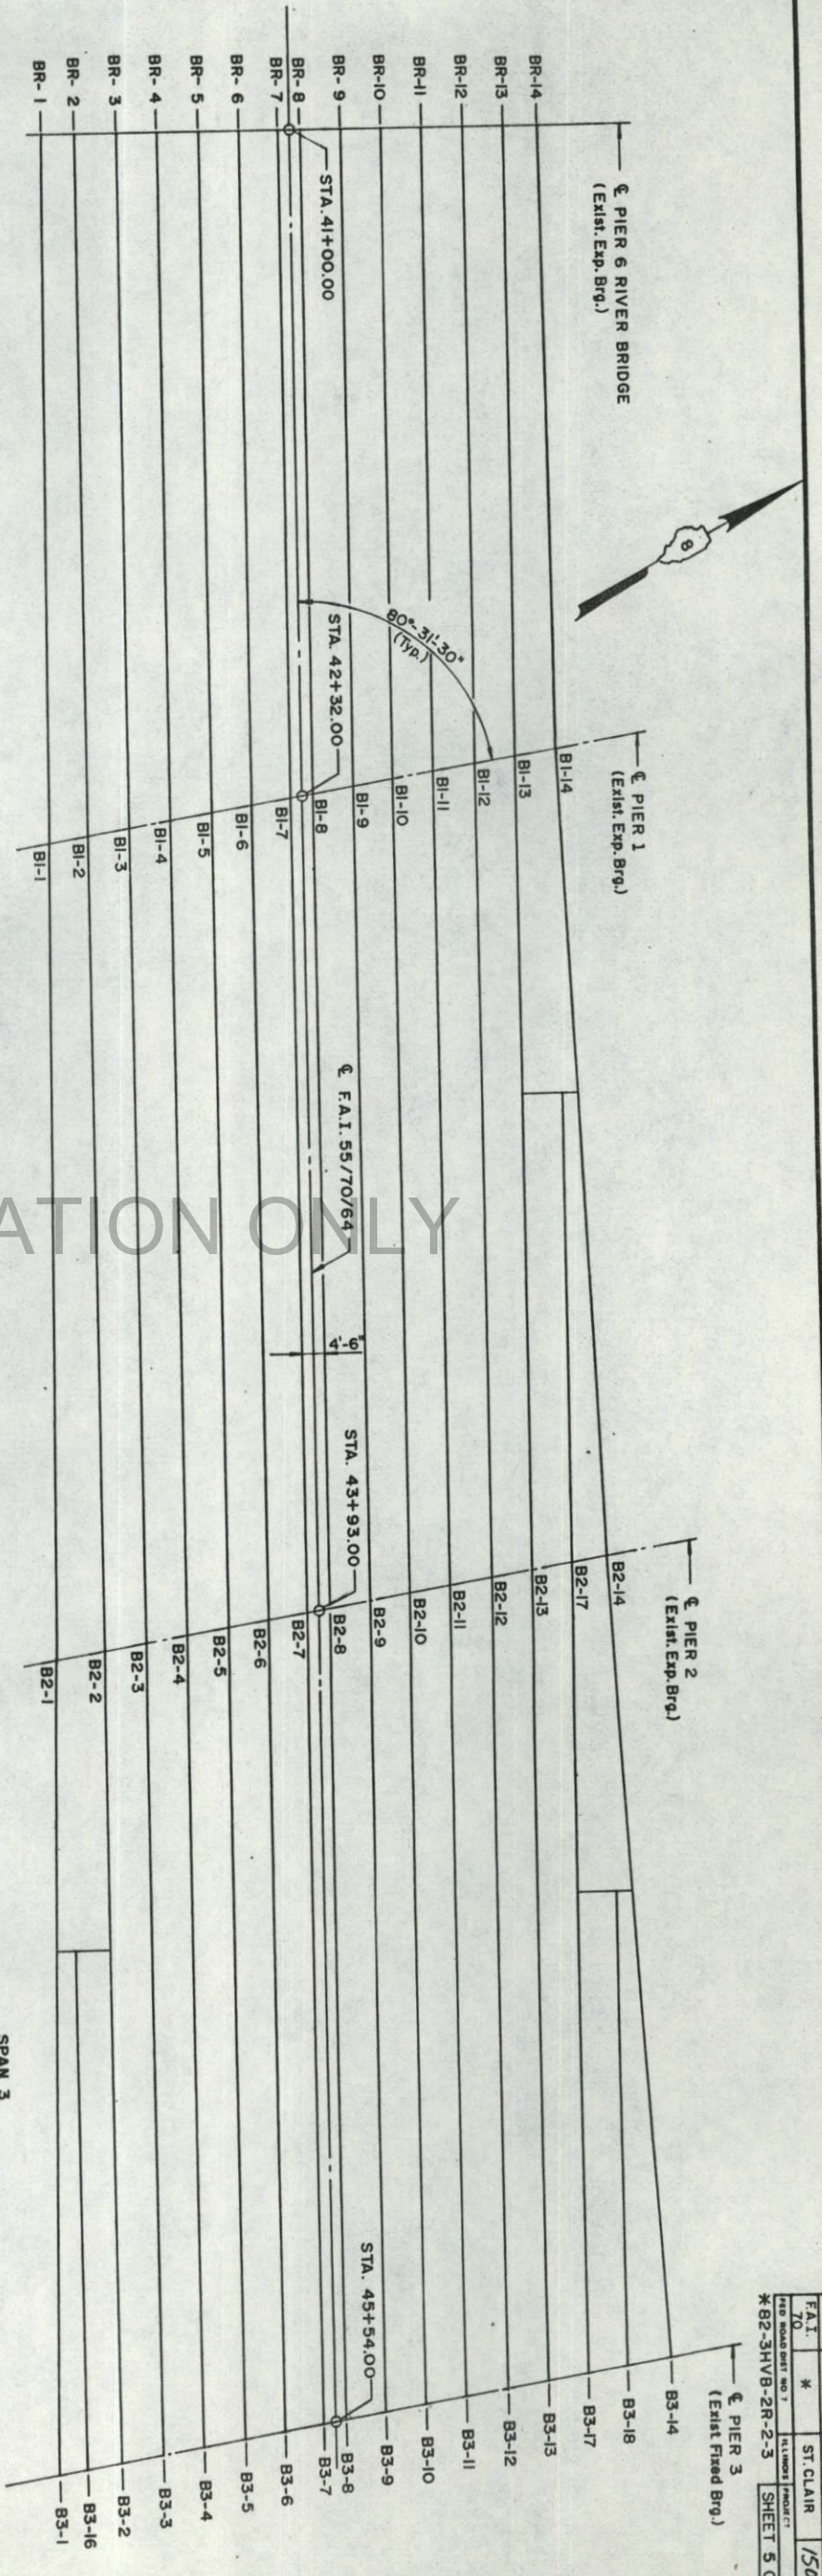 BR-14
BR-13
BR-12
BR-11
BR-10
BR-9
BR-8
BR-7
BR-6
BR-5
BR-4
BR-3
BR-2
BR-1
℄ PIER 6 RIVER BRIDGE
(Exist. Exp. Brg.)
STA. 41+00.00
8
80°-31'-30"
(Typ.)
STA. 42+32.00
℄ PIER 1
(Exist. Exp. Brg.)
B1-14
B1-13
B1-12
B1-11
B1-10
B1-9
B1-8
B1-7
B1-6
B1-5
B1-4
B1-3
B1-2
B1-1
℄ F.A.I. 55/70/64
ATION ONLY
4'-6"
STA. 43+93.00
℄ PIER 2
(Exist. Exp. Brg.)
B2-14
B2-17
B2-13
B2-12
B2-11
B2-10
B2-9
B2-8
B2-7
B2-6
B2-5
B2-4
B2-3
B2-2
B2-1
SPAN 3
STA. 45+54.00
℄ PIER 3
(Exist Fixed Brg.)
B3-14
B3-18
B3-17
B3-13
B3-12
B3-11
B3-10
B3-9
B3-8
B3-7
B3-6
B3-5
B3-4
B3-3
B3-2
B3-16
B3-1
F.A.I.
70
*
ST. CLAIR
150
FED ROAD DIST NO 7
ILLINOIS
PROJECT
*82-3HVB-2R-2-3
SHEET 5